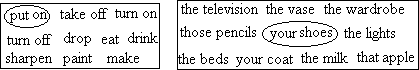 put on take off turn on
turn off drop eat drink
sharpen paint make
the television the vase the wardrobe
those pencils your shoes the lights
the beds your coat the milk that apple